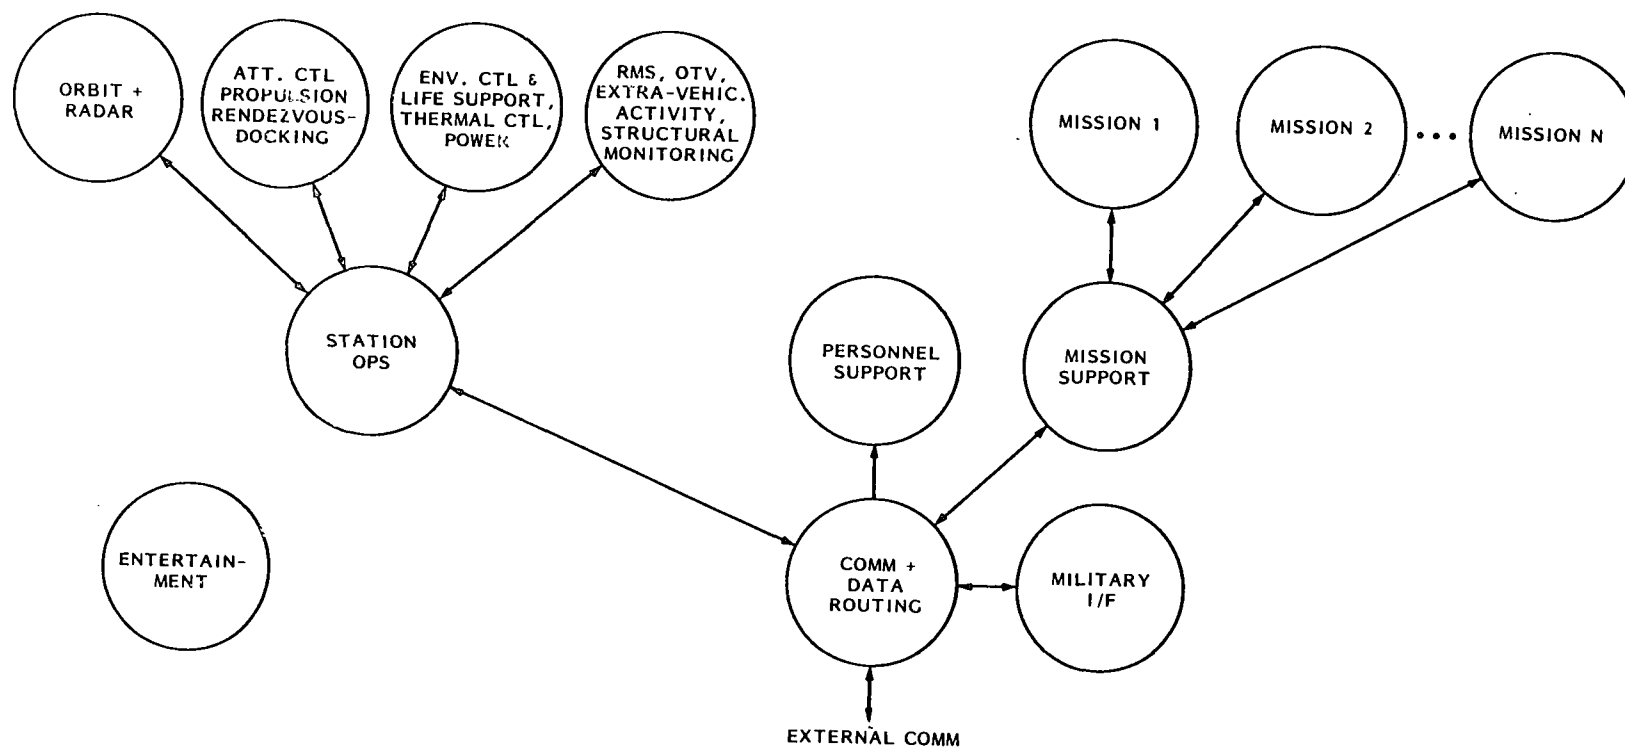 ORBIT +
RADAR
ATT. CTL
PROPULSION
RENDEZVOUS-
DOCKING
ENV. CTL &
LIFE SUPPORT,
THERMAL CTL,
POWER
RMS, OTV,
EXTRA-VEHIC.
ACTIVITY,
STRUCTURAL
MONITORING
MISSION 1
MISSION 2
•••
MISSION N
STATION
OPS
PERSONNEL
SUPPORT
MISSION
SUPPORT
ENTERTAIN-
MENT
COMM +
DATA
ROUTING
MILITARY
I/F
EXTERNAL COMM